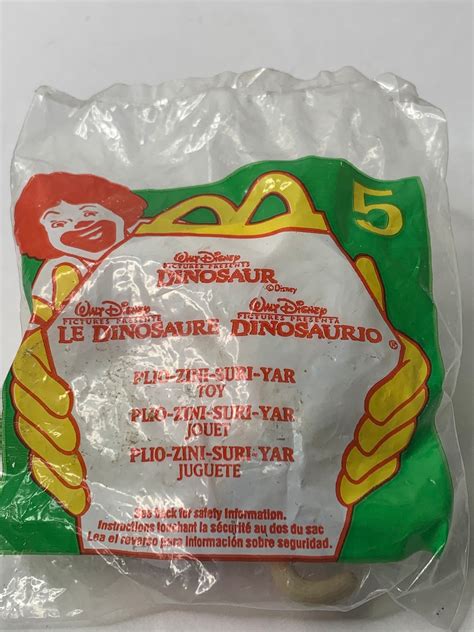 5
WALT DISNEY
PICTURES PRESENTS
DINOSAUR
©Disney
WALT DISNEY
PICTURES PRESENTE
LE DINOSAURE
WALT DISNEY
PICTURES PRESENTA
DINOSAURIO
®
PLIO-ZINI-SURI-YAR
TOY
PLIO-ZINI-SURI-YAR
JOUET
PLIO-ZINI-SURI-YAR
JUGUETE
See back for safety information.
Instructions touchant la sécurité au dos du sac
Lea el reverso para información sobre seguridad.